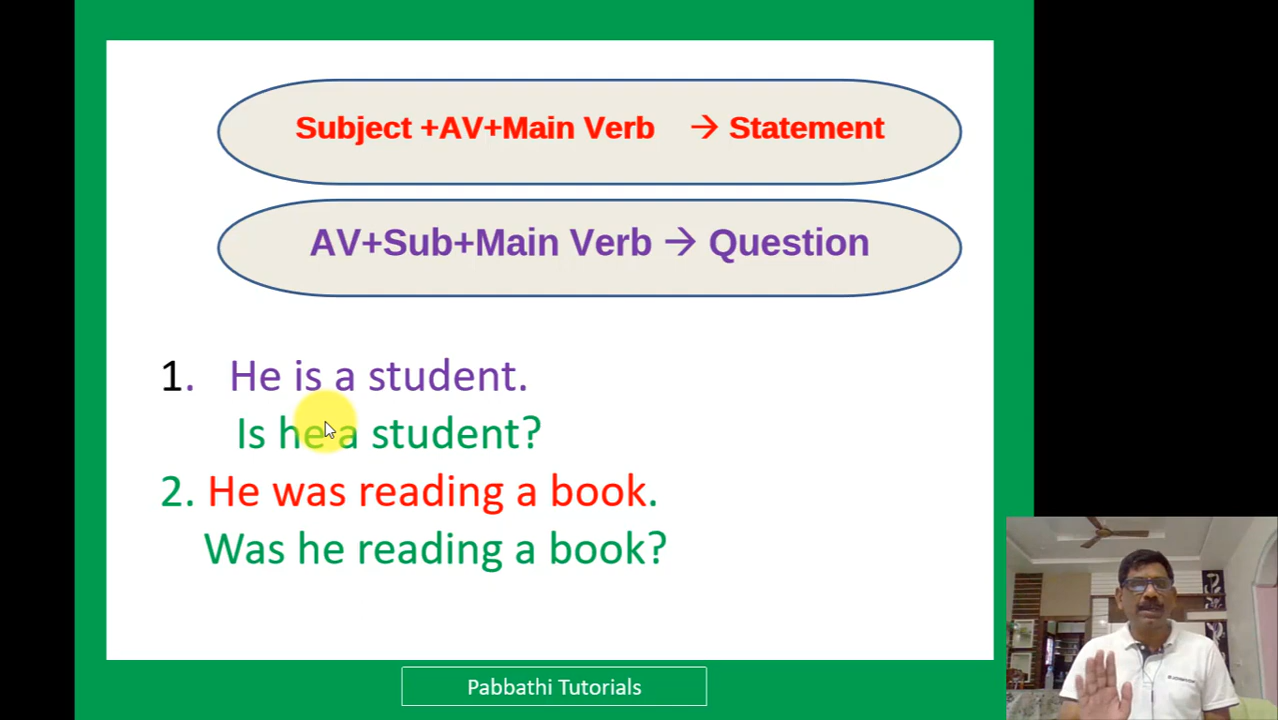 Subject +AV+Main Verb → Statement
AV+Sub+Main Verb → Question
1. He is a student.
Is he a student?
2. He was reading a book.
Was he reading a book?
Pabbathi Tutorials